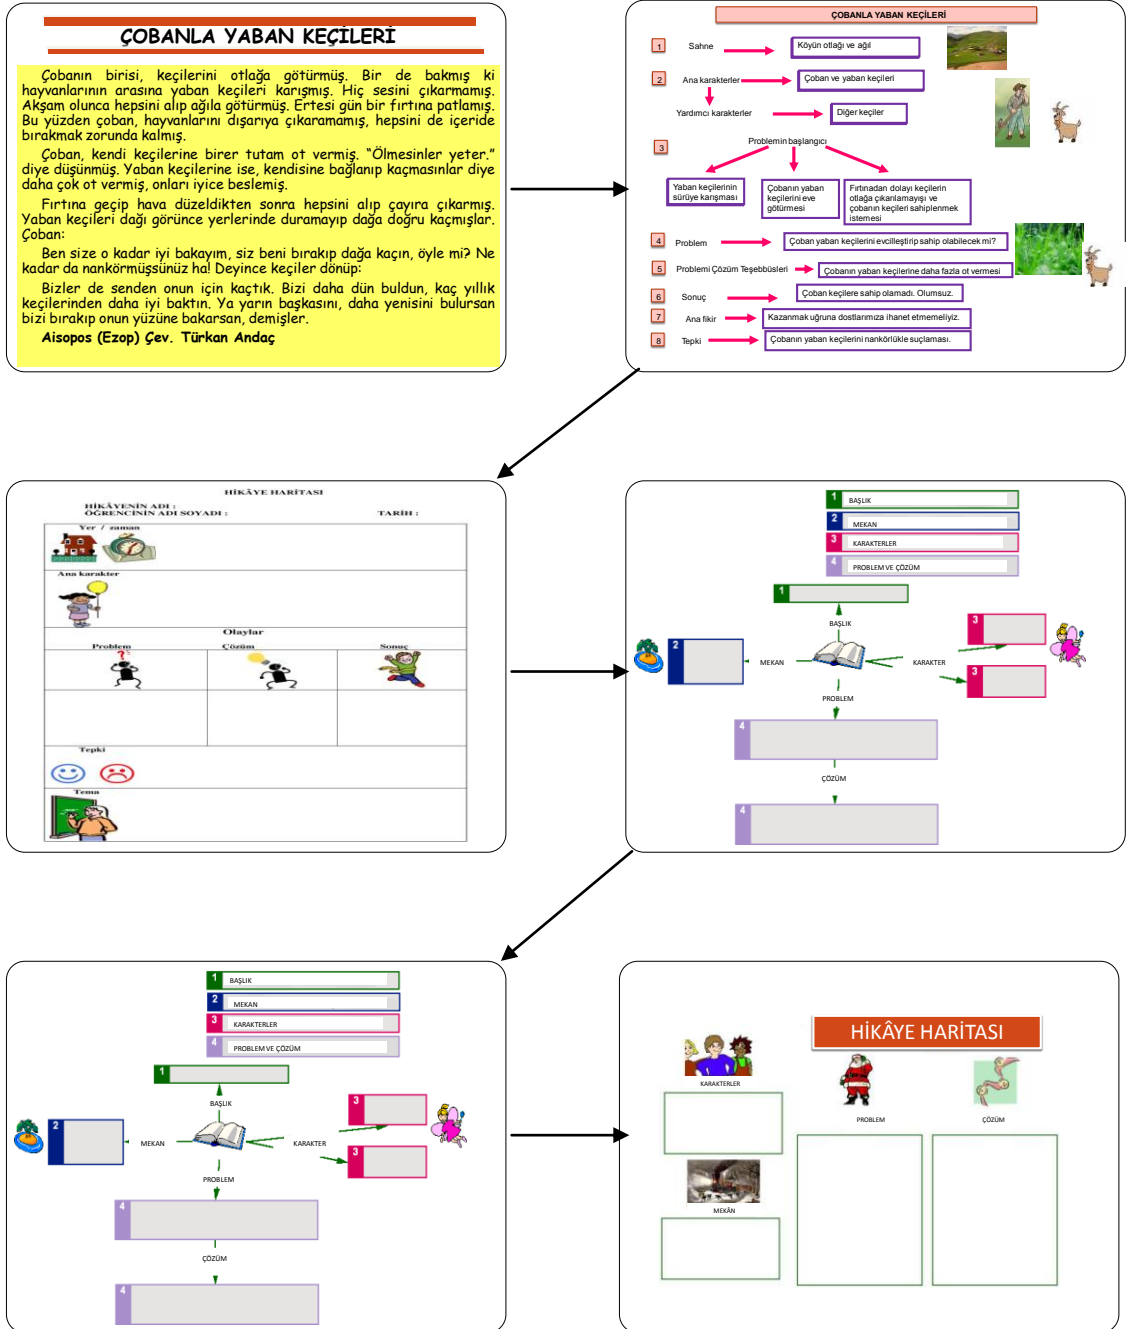 ÇOBANLA YABAN KEÇİLERİ
Çobanın birisi, keçilerini otlağa götürmüş. Bir de bakmış ki
hayvanlarının arasına yaban keçileri karışmış. Hiç sesini çıkarmamış.
Akşam olunca hepsini alıp ağıla götürmüş. Ertesi gün bir fırtına patlamış.
Bu yüzden çoban, hayvanlarını dışarıya çıkaramamış, hepsini de içeride
bırakmak zorunda kalmış.
Çoban, kendi keçilerine birer tutam ot vermiş. “Ölmesinler yeter.”
diye düşünmüş. Yaban keçilerine ise, kendisine bağlanıp kaçmasınlar diye
daha çok ot vermiş, onları iyice beslemiş.
Fırtına geçip hava düzeldikten sonra hepsini alıp çayıra çıkarmış.
Yaban keçileri dağı görünce yerlerinde duramayıp dağa doğru kaçmışlar.
Çoban:
Ben size o kadar iyi bakayım, siz beni bırakıp dağa kaçın, öyle mi? Ne
kadar da nankörmüşsünüz ha! Deyince keçiler dönüp:
Bizler de senden onun için kaçtık. Bizi daha dün buldun, kaç yıllık
keçilerinden daha iyi baktın. Ya yarın başkasını, daha yenisini bulursan
bizi bırakıp onun yüzüne bakarsan, demişler.
Aisopos (Ezop) Çev. Türkan Andaç
ÇOBANLA YABAN KEÇİLERİ
1 Sahne Köyün otlağı ve ağıl
2 Ana karakterler Çoban ve yaban keçileri
Yardımcı karakterler Diğer keçiler
3 Problemin başlangıcı
Yaban keçilerinin
sürüye karışması
Çobanın yaban
keçilerini eve
götürmesi
Fırtınadan dolayı keçilerin
otlağa çıkarılamayışı ve
çobanın keçileri sahiplenmek
istemesi
4 Problem Çoban yaban keçilerini evcilleştirip sahip olabilecek mi?
5 Problemi Çözüm Teşebbüsleri Çobanın yaban keçilerine daha fazla ot vermesi
6 Sonuç Çoban keçilere sahip olamadı. Olumsuz.
7 Ana fikir Kazanmak uğruna dostlarımıza ihanet etmemeliyiz.
8 Tepki Çobanın yaban keçilerini nankörlükle suçlaması.
HİKÂYE HARİTASI
HİKÂYENİN ADI :
ÖĞRENCİNİN ADI SOYADI : TARİH :
Yer / zaman
Ana karakter
Olaylar
Problem Çözüm Sonuç
Tepki
Tema
1 BAŞLIK
2 MEKAN
3 KARAKTERLER
4 PROBLEM VE ÇÖZÜM
1
BAŞLIK
2 MEKAN KARAKTER 3
3
PROBLEM
4
ÇÖZÜM
4
1 BAŞLIK
2 MEKAN
3 KARAKTERLER
4 PROBLEM VE ÇÖZÜM
1
BAŞLIK
2 MEKAN KARAKTER 3
3
PROBLEM
4
ÇÖZÜM
4
HİKÂYE HARİTASI
KARAKTERLER
PROBLEM ÇÖZÜM
MEKÂN